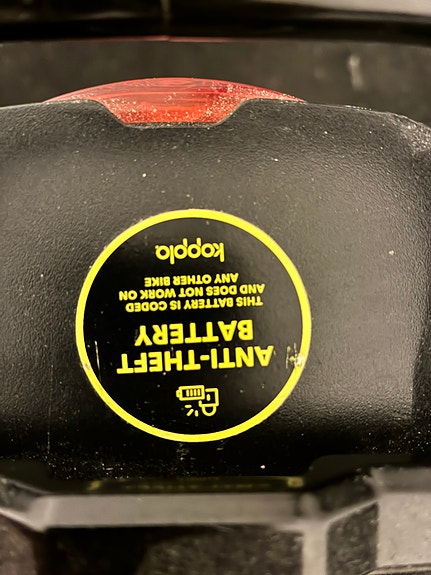 ANTI-THEFT
BATTERY
THIS BATTERY IS CODED
AND DOES NOT WORK ON
ANY OTHER BIKE
koppla